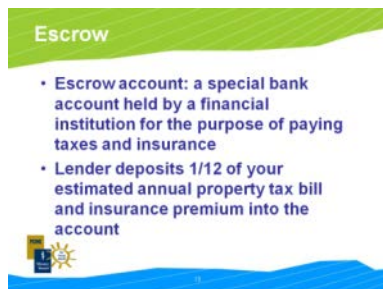 Escrow
• Escrow account: a special bank
account held by a financial
institution for the purpose of paying
taxes and insurance
• Lender deposits 1/12 of your
estimated annual property tax bill
and insurance premium into the
account